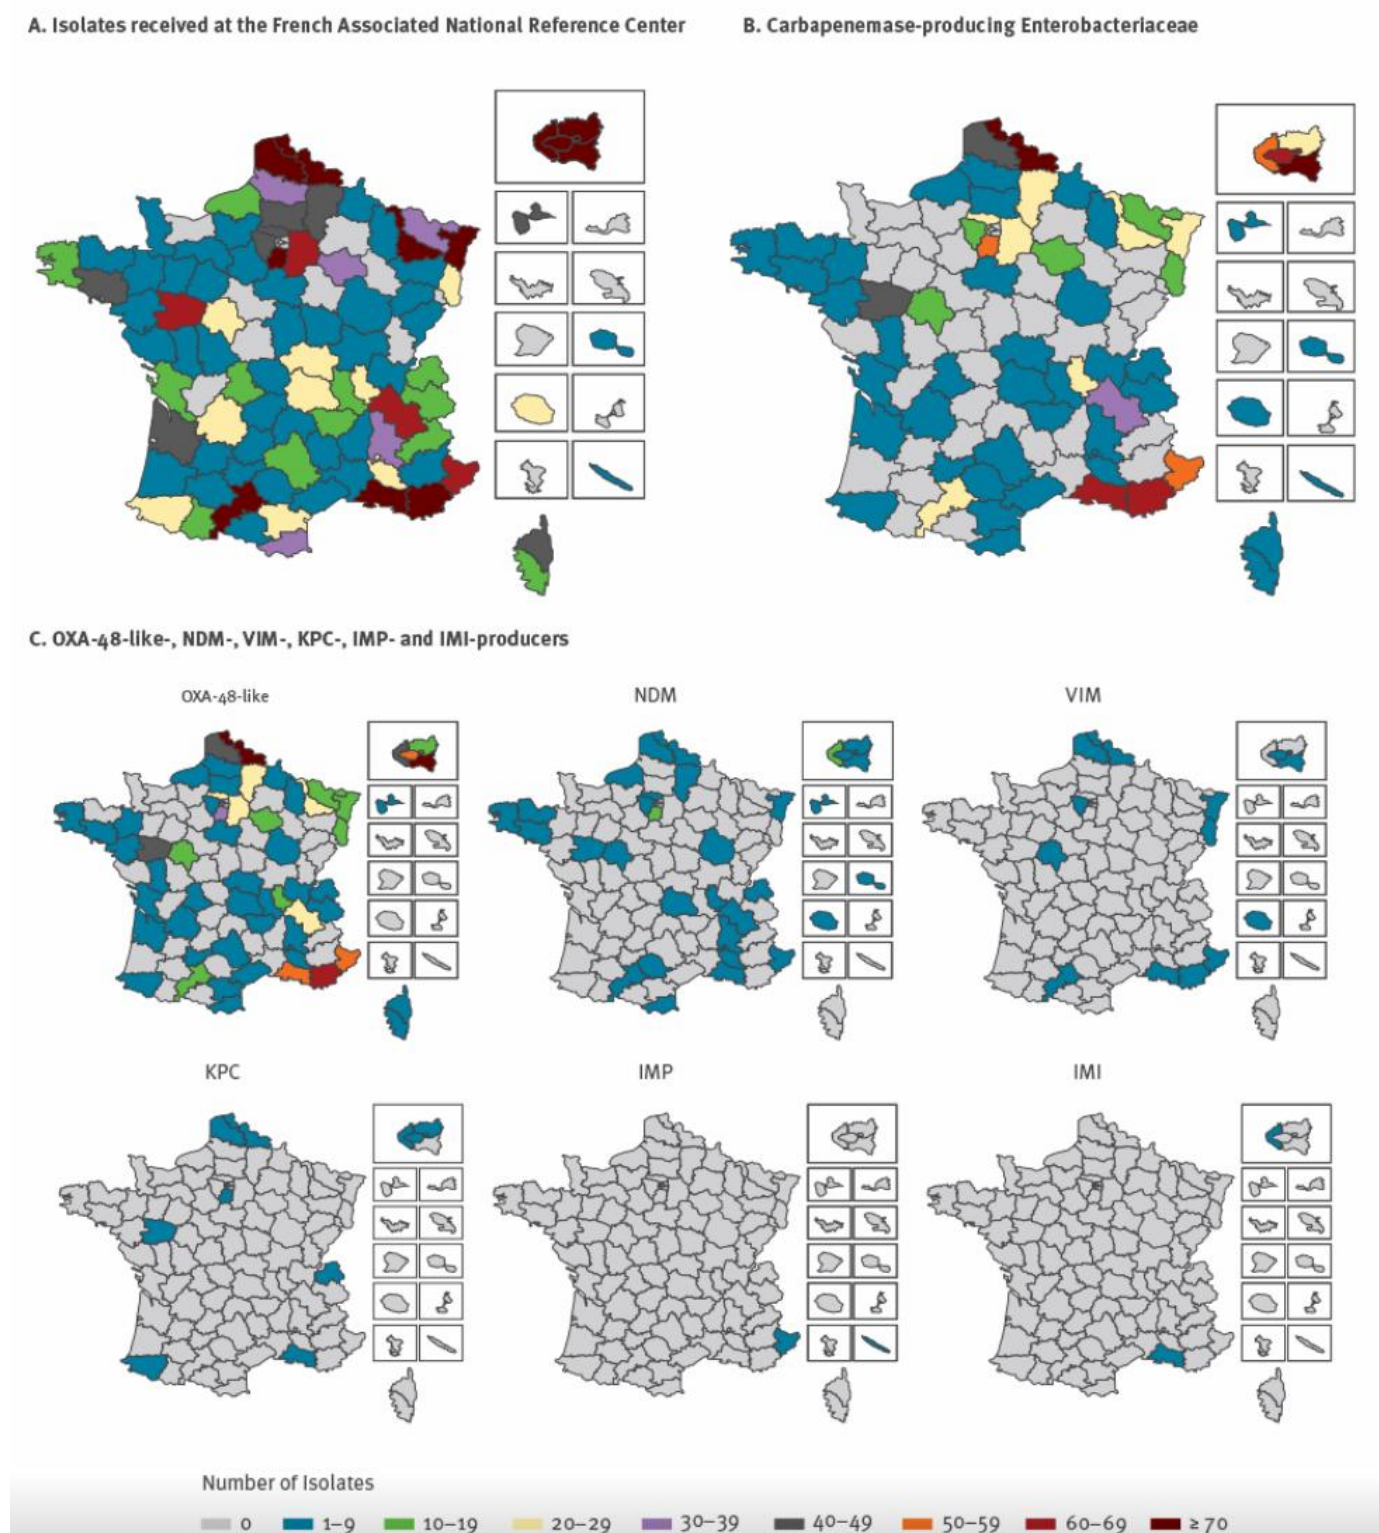 A. Isolates received at the French Associated National Reference Center
B. Carbapenemase-producing Enterobacteriaceae
C. OXA-48-like-, NDM-, VIM-, KPC-, IMP- and IMI-producers
OXA-48-like
NDM
VIM
KPC
IMP
IMI
Number of Isolates
0
1–9
10–19
20–29
30–39
40–49
50–59
60–69
≥ 70